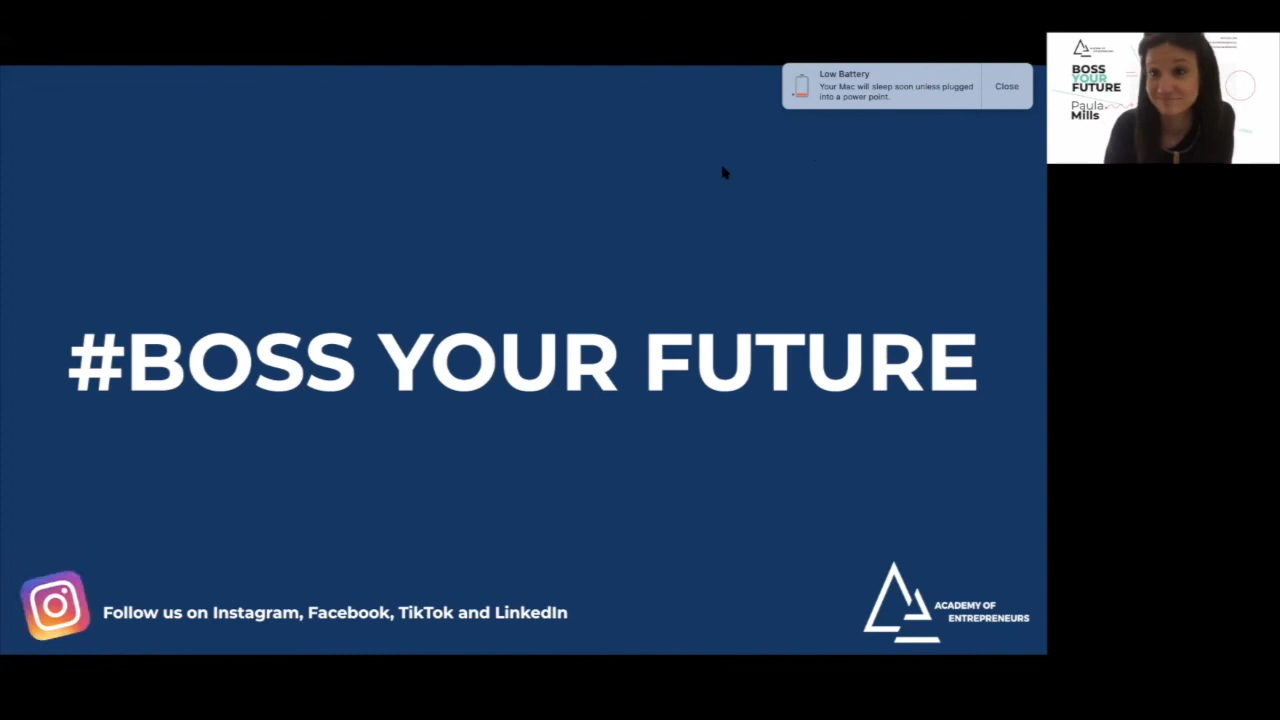 Low Battery
Your Mac will sleep soon unless plugged
into a power point.
Close
BOSS
YOUR
FUTURE
Paula
Mills
#BOSS YOUR FUTURE
Follow us on Instagram, Facebook, TikTok and LinkedIn
ACADEMY OF
ENTREPRENEURS